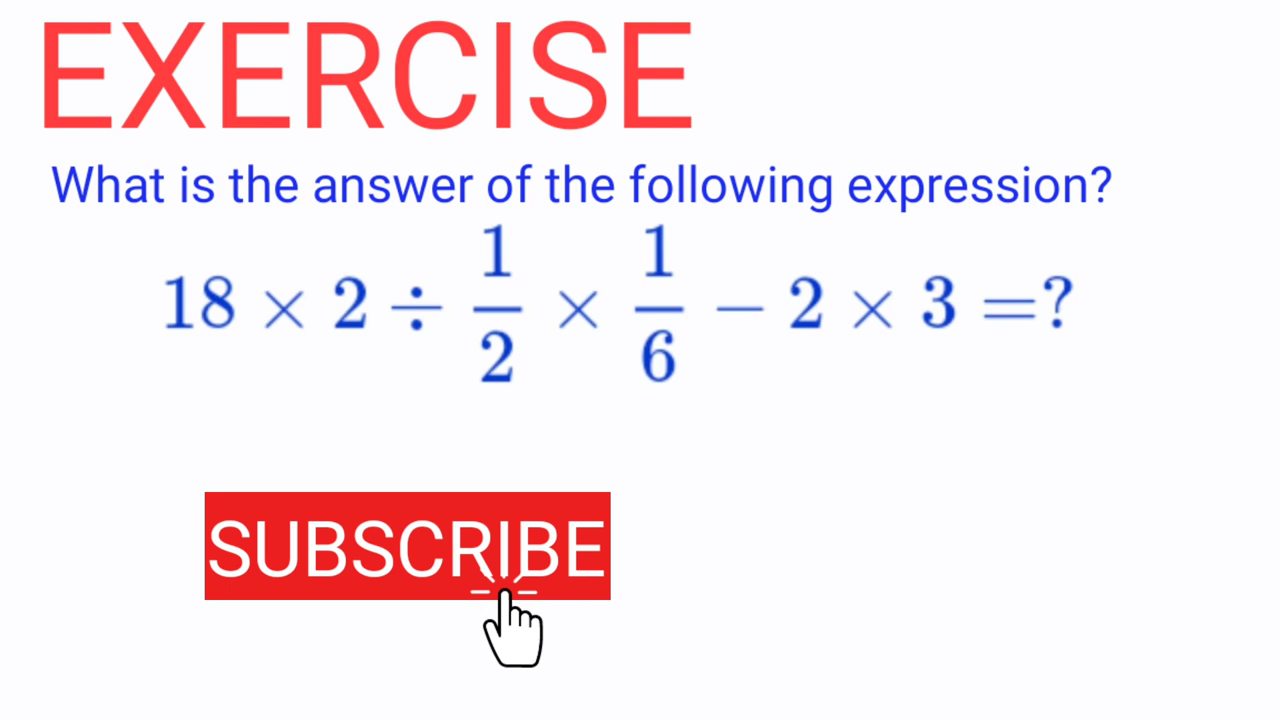 EXERCISE
What is the answer of the following expression?
18 × 2 ÷ 1/2 × 1/6 − 2 × 3 =?
SUBSCRIBE